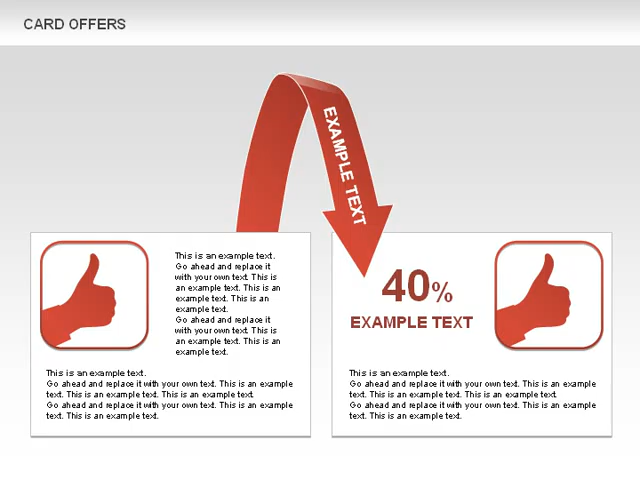 CARD OFFERS
EXAMPLE TEXT
This is an example text.
Go ahead and replace it
with your own text. This is
an example text. This is an
example text. This is an
example text.
Go ahead and replace it
with your own text. This is
an example text. This is an
example text.
This is an example text.
Go ahead and replace it with your own text. This is an example
text. This is an example text. This is an example text.
Go ahead and replace it with your own text. This is an example
text. This is an example text.
40%
EXAMPLE TEXT
This is an example text.
Go ahead and replace it with your own text. This is an example
text. This is an example text. This is an example text.
Go ahead and replace it with your own text. This is an example
text. This is an example text.